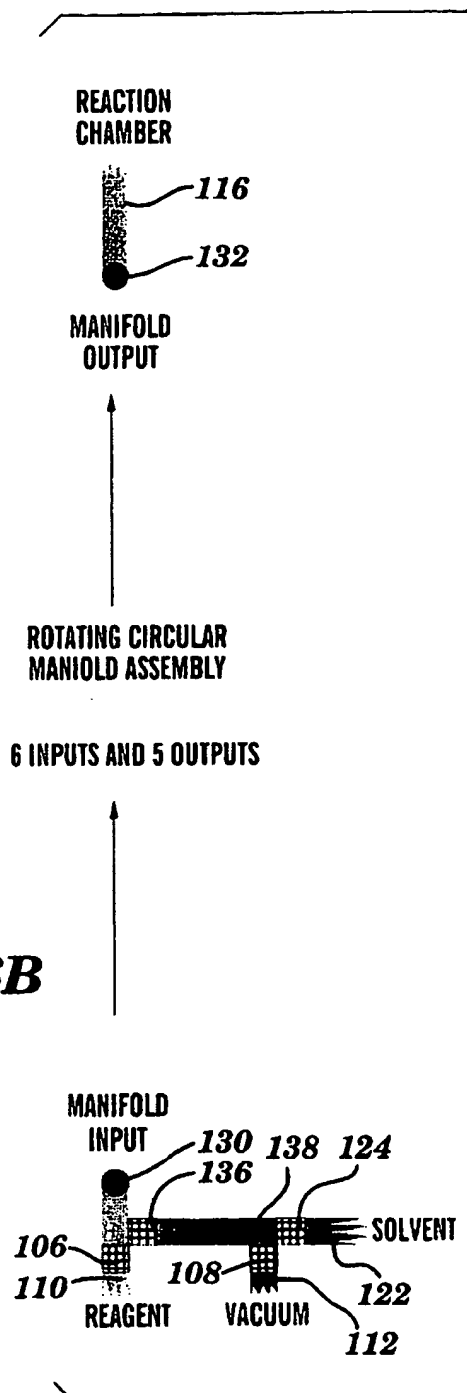 REACTION
CHAMBER
116
132
MANIFOLD
OUTPUT
ROTATING CIRCULAR
MANIOLD ASSEMBLY
6 INPUTS AND 5 OUTPUTS
B
MANIFOLD
INPUT
130
138
124
136
SOLVENT
106
108
110
122
REAGENT
VACUUM
112